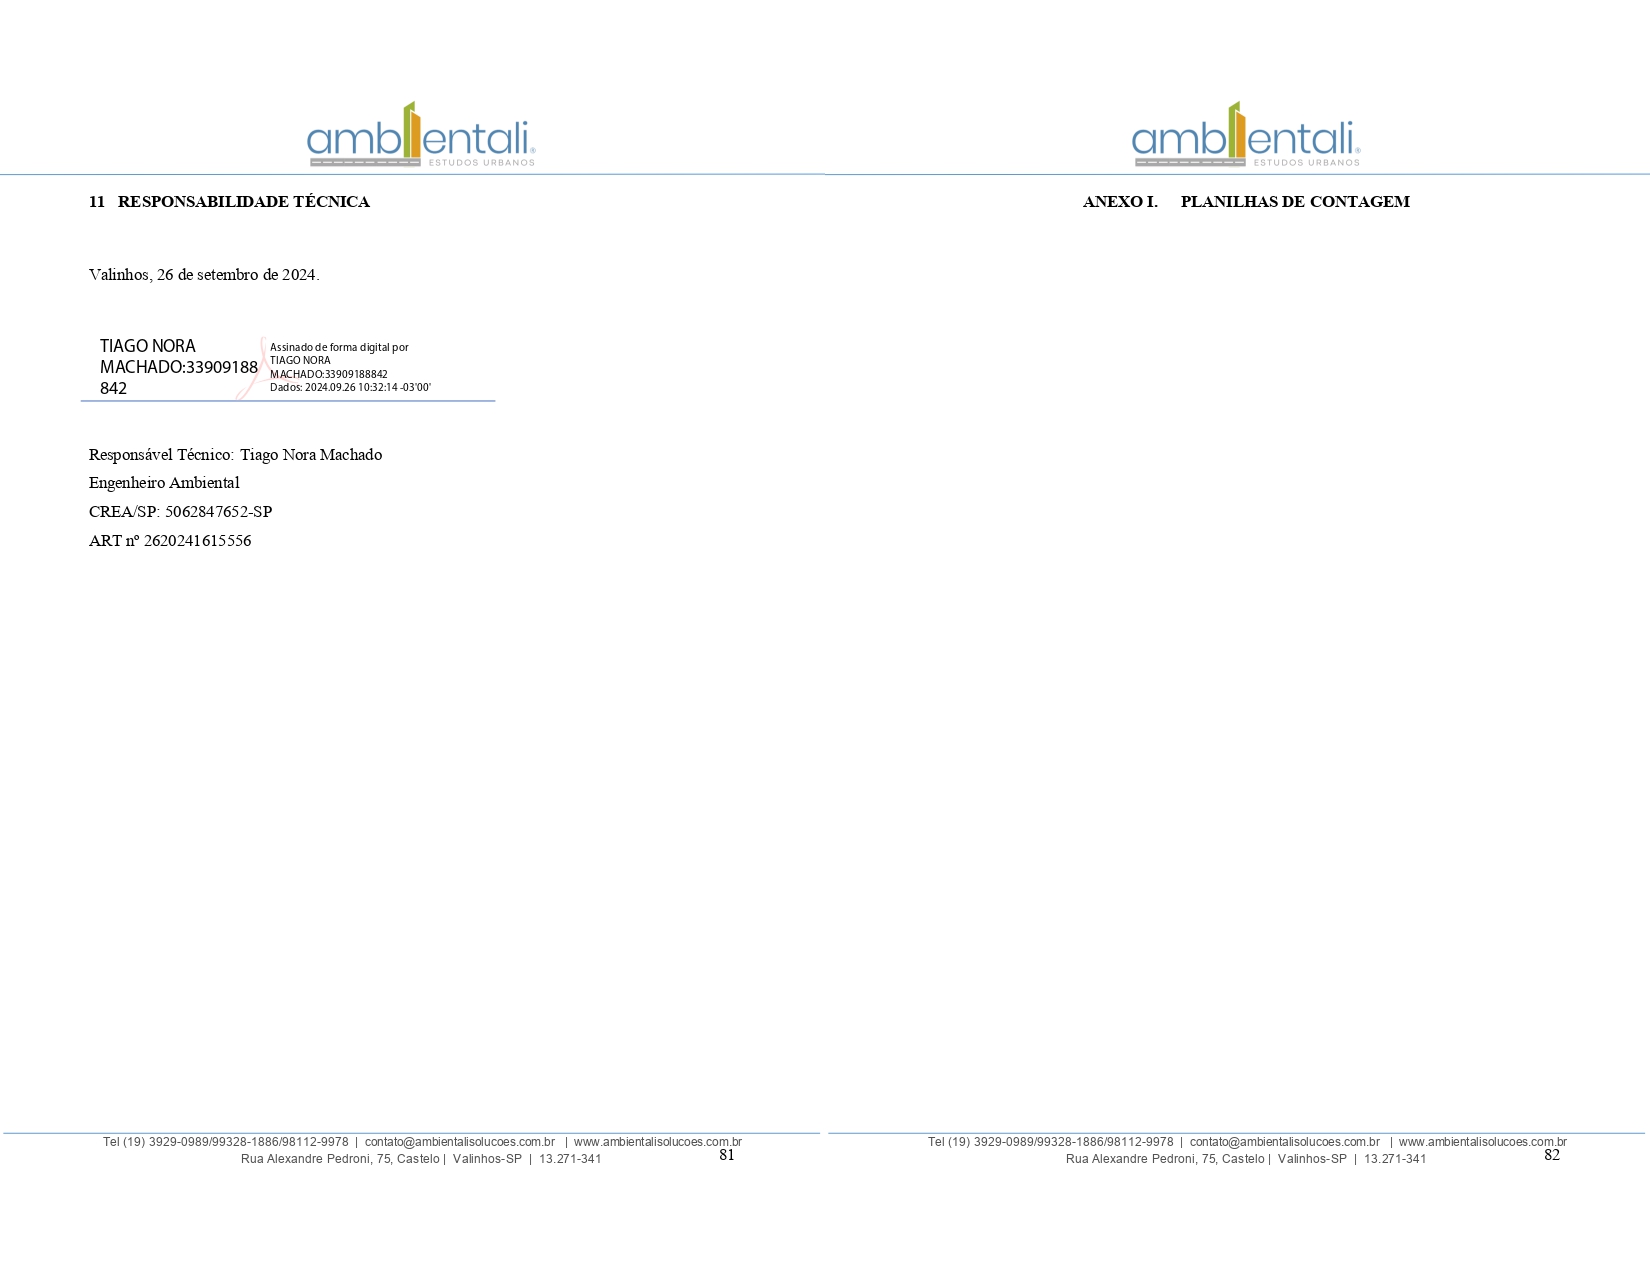 ambientali®
ESTUDOS URBANOS
11 RESPONSABILIDADE TÉCNICA
Valinhos, 26 de setembro de 2024.
TIAGO NORA
MACHADO:33909188
842
Assinado de forma digital por
TIAGO NORA
MACHADO:33909188842
Dados: 2024.09.26 10:32:14 -03'00'
Responsável Técnico: Tiago Nora Machado
Engenheiro Ambiental
CREA/SP: 5062847652-SP
ART nº 2620241615556
Tel (19) 3929-0989/99328-1886/98112-9978 | contato@ambientalisolucoes.com.br | www.ambientalisolucoes.com.br
Rua Alexandre Pedroni, 75, Castelo | Valinhos-SP | 13.271-341
81
ambientali®
ESTUDOS URBANOS
ANEXO I. PLANILHAS DE CONTAGEM
Tel (19) 3929-0989/99328-1886/98112-9978 | contato@ambientalisolucoes.com.br | www.ambientalisolucoes.com.br
Rua Alexandre Pedroni, 75, Castelo | Valinhos-SP | 13.271-341
82